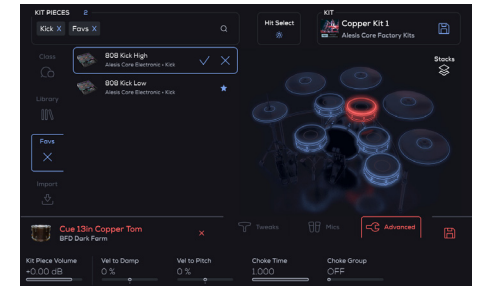 KIT PIECES 2
Kick X Favs X
Hit Select
KIT
Copper Kit 1
Alesis Core Factory Kits
Class
808 Kick High
Alesis Core Electronic • Kick
808 Kick Low
Alesis Core Electronic • Kick
Stacks
Library
Favs
Import
Cue 13in Copper Tom
BFD Dark Farm
Tweaks
Mics
Advanced
Kit Piece Volume
+0.00 dB
Vel to Damp
0 %
Vel to Pitch
0 %
Choke Time
1.000
Choke Group
OFF